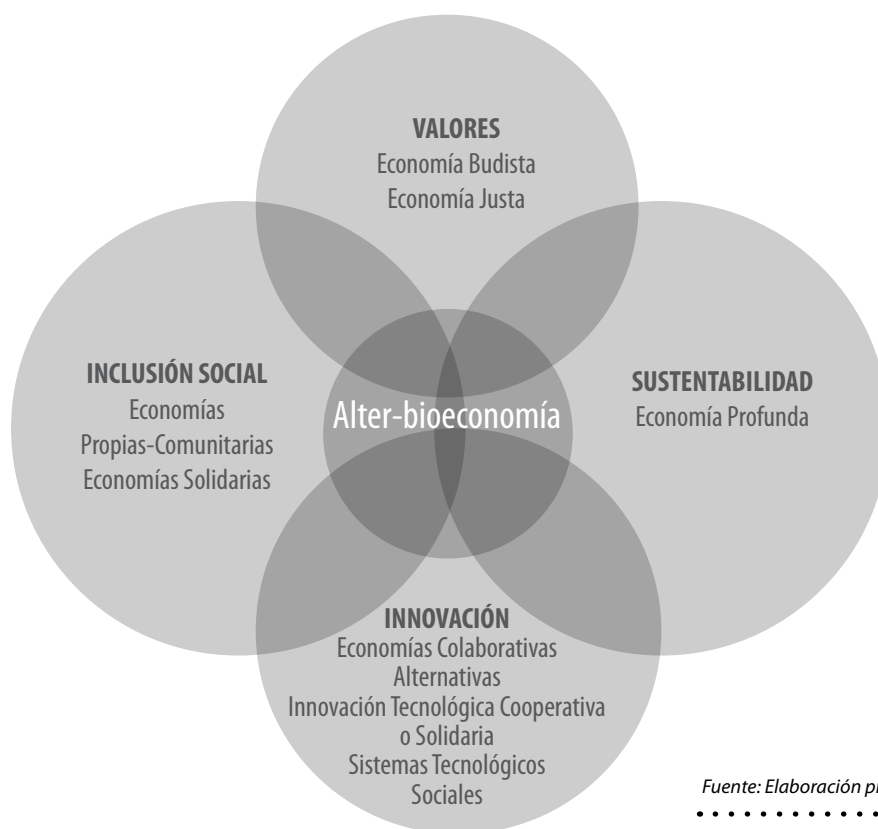 VALORES
Economía Budista
Economía Justa
INCLUSIÓN SOCIAL
Economías
Propias-Comunitarias
Economías Solidarias
Alter-bioeconomía
SUSTENTABILIDAD
Economía Profunda
INNOVACIÓN
Economías Colaborativas
Alternativas
Innovación Tecnológica Cooperativa
o Solidaria
Sistemas Tecnológicos
Sociales
Fuente: Elaboración